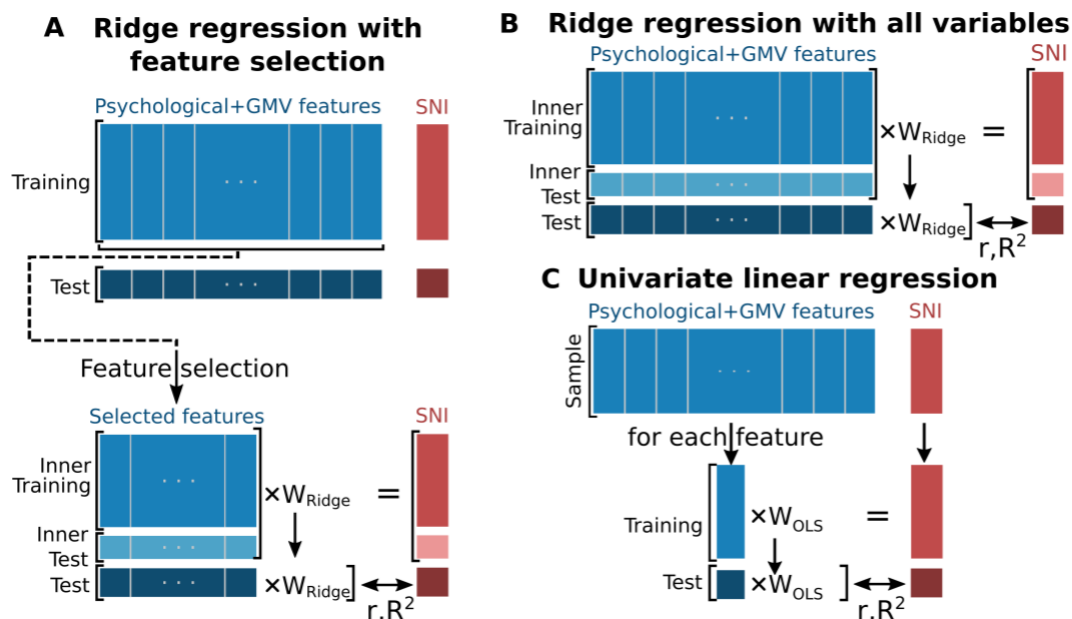 A Ridge regression with
feature selection
Psychological+GMV features SNI
Training
. . .
Test
. . .
Feature selection
Selected features SNI
Inner
Training
. . .
×W_Ridge =
Inner
Test
. . .
Test
. . .
×W_Ridge
r,R²
B Ridge regression with all variables
Psychological+GMV features SNI
Inner
Training
. . .
×W_Ridge =
Inner
Test
. . .
Test
. . .
×W_Ridge
r,R²
C Univariate linear regression
Psychological+GMV features SNI
Sample
. . .
for each feature
Training
×W_OLS =
Test
×W_OLS
r,R²